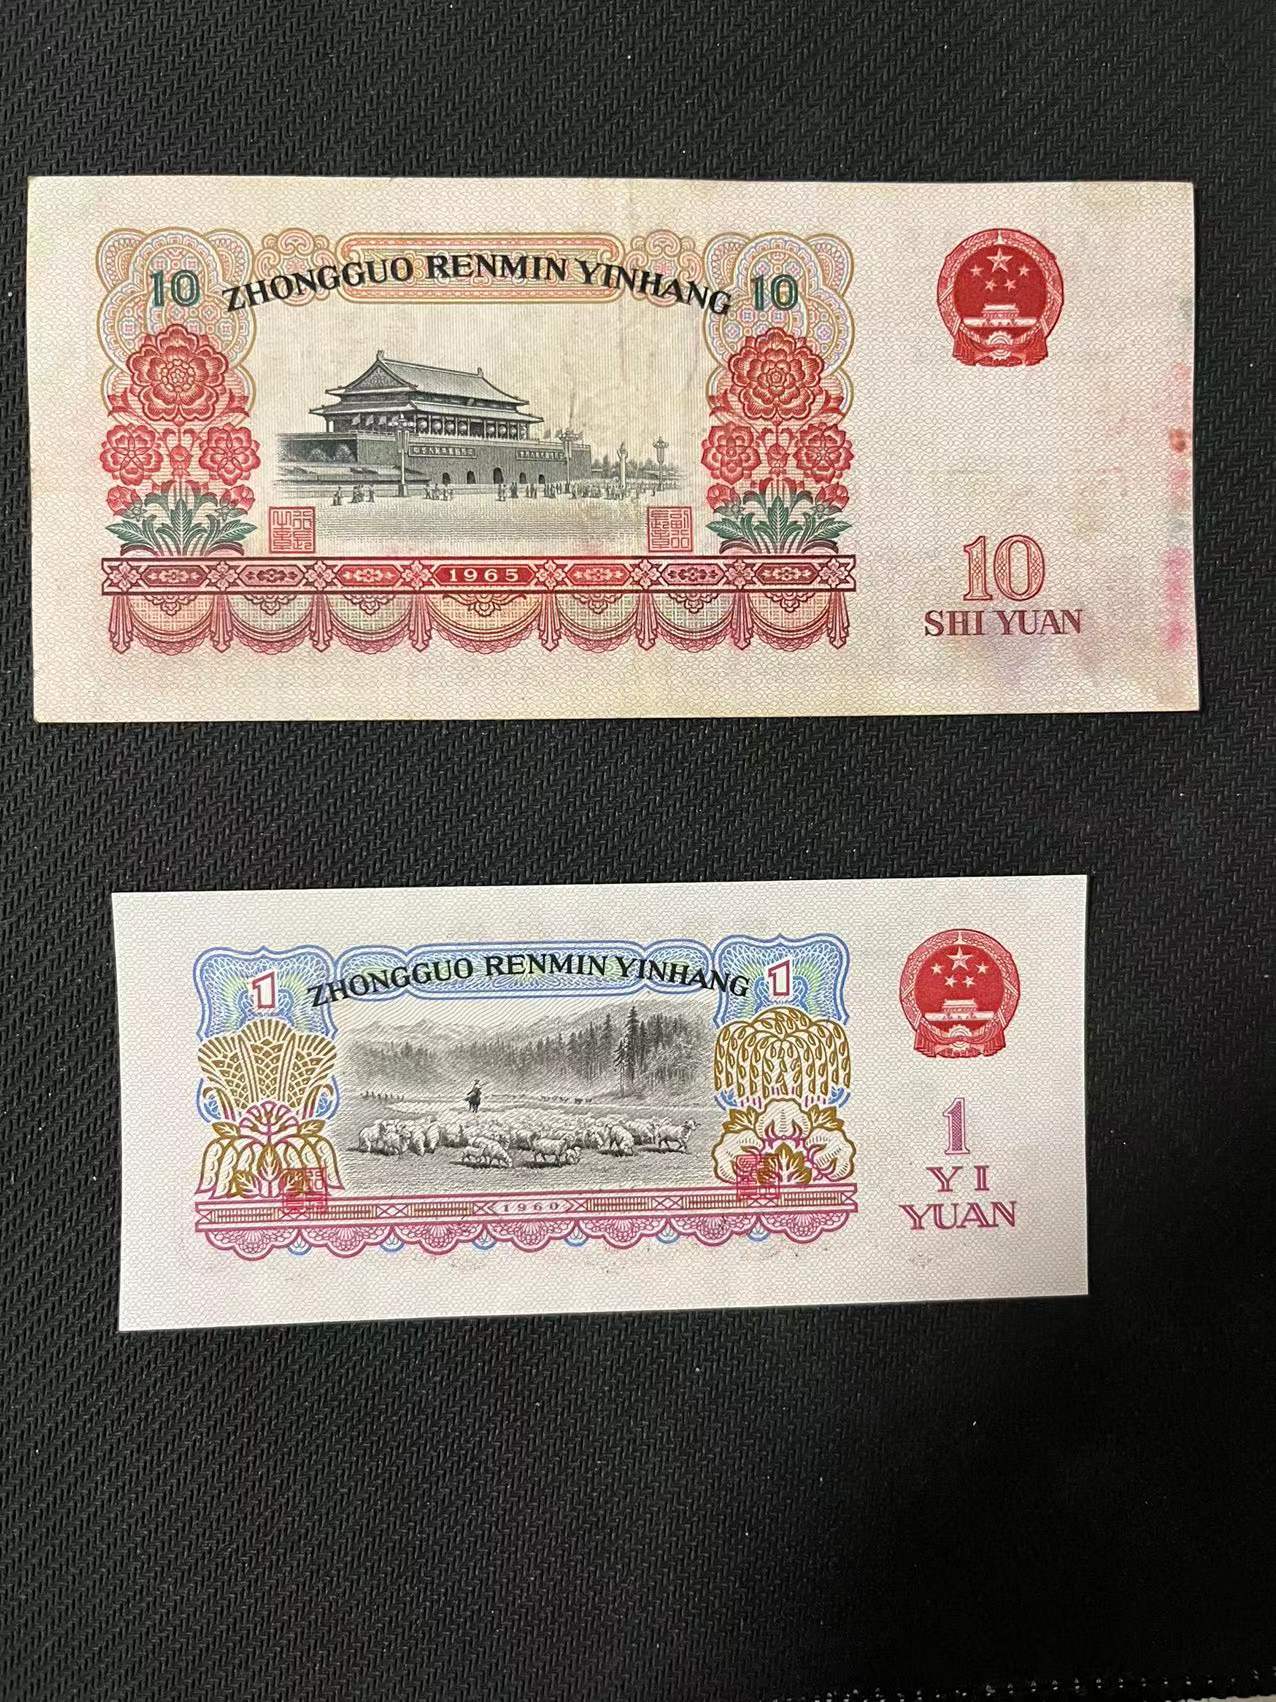 10 ZHONGGUO RENMIN YINHANG 10
1965
10
SHI YUAN
1 ZHONGGUO RENMIN YINHANG 1
1960
1
YI
YUAN